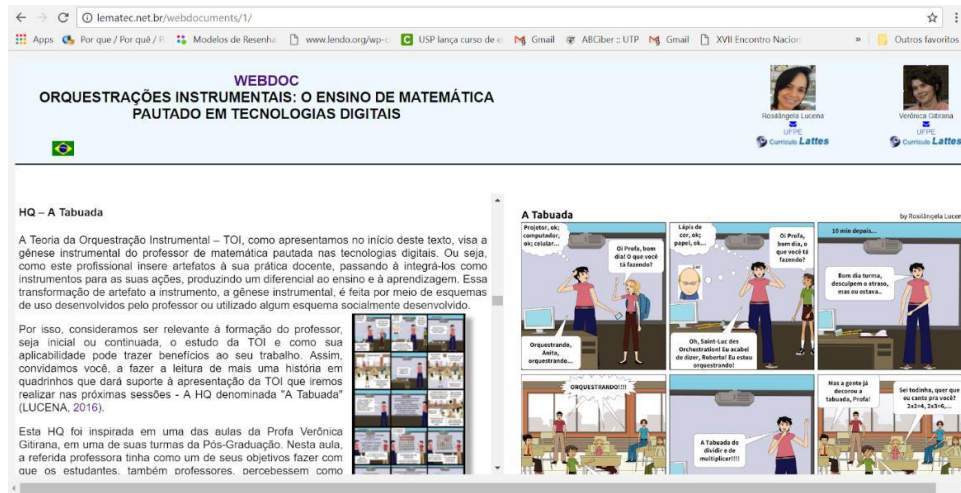 lematec.net.br/webdocuments/1/
Apps Por que / Por quê / P Modelos de Resenha www.lendo.org/wp-c USP lança curso de e Gmail ABCiber :: UTP Gmail XVII Encontro Nacion » Outros favoritos
WEBDOC
ORQUESTRAÇÕES INSTRUMENTAIS: O ENSINO DE MATEMÁTICA
PAUTADO EM TECNOLOGIAS DIGITAIS
Rosilângela Lucena
UFPE
Currículo Lattes
Verônica Gitirana
UFPE
Currículo Lattes
HQ – A Tabuada
A Teoria da Orquestração Instrumental – TOI, como apresentamos no início deste texto, visa a
gênese instrumental do professor de matemática pautada nas tecnologias digitais. Ou seja,
como este profissional insere artefatos à sua prática docente, passando à integrá-los como
instrumentos para as suas ações, produzindo um diferencial ao ensino e à aprendizagem. Essa
transformação de artefato a instrumento, a gênese instrumental, é feita por meio de esquemas
de uso desenvolvidos pelo professor ou utilizado algum esquema socialmente desenvolvido.
Por isso, consideramos ser relevante à formação do professor,
seja inicial ou continuada, o estudo da TOI e como sua
aplicabilidade pode trazer benefícios ao seu trabalho. Assim,
convidamos você, a fazer a leitura de mais uma história em
quadrinhos que dará suporte à apresentação da TOI que iremos
realizar nas próximas sessões - A HQ denominada "A Tabuada"
(LUCENA, 2016).
Esta HQ foi inspirada em uma das aulas da Profa Verônica
Gitirana, em uma de suas turmas da Pós-Graduação. Nesta aula,
a referida professora tinha como um de seus objetivos fazer com
que os estudantes, também professores, percebessem como
A Tabuada
by Rosilângela Lucen
Projetor, ok;
computador,
ok; celular...
Oi Profa, bom
dia! O que você
tá fazendo?
Orquestrando,
Anita,
orquestrando...
Lápis de
cor, ok;
papel, ok...
Oi Profa,
bom dia, o
que você tá
fazendo?
Oh, Saint-Luc des
Orchestration! Eu acabei
de dizer, Roberta! Eu estou
orquestrando!
10 min depois...
Bom dia turma,
desculpem o atraso,
mas eu estava..
ORQUESTRANDO!!!!
A Tabuada de
dividir e de
multiplicar!!!!
Mas a gente já
decorou a
tabuada, Profa!
Sei todinha, quer que
eu cante pra você?
2x2=4, 2x3=6,...